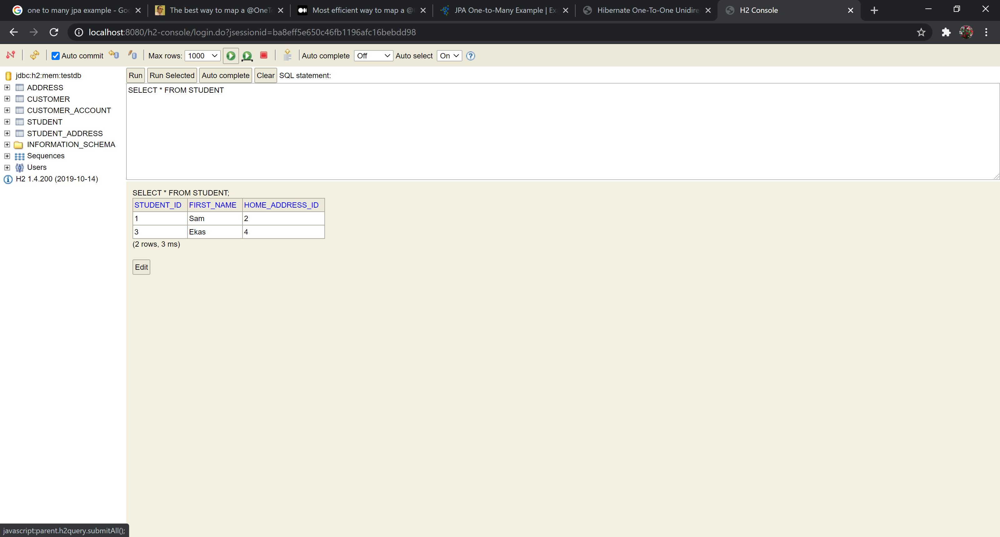 one to many jpa example - Goo
The best way to map a @OneT
Most efficient way to map a @
JPA One-to-Many Example | Ex
Hibernate One-To-One Unidire
H2 Console
localhost:8080/h2-console/login.do?jsessionid=ba8eff5e650c46fb1196afc16bebdd98
Auto commit Max rows: 1000 Auto complete Off Auto select On
jdbc:h2:mem:testdb
ADDRESS
CUSTOMER
CUSTOMER_ACCOUNT
STUDENT
STUDENT_ADDRESS
INFORMATION_SCHEMA
Sequences
Users
H2 1.4.200 (2019-10-14)
Run Run Selected Auto complete Clear SQL statement:
SELECT * FROM STUDENT
SELECT * FROM STUDENT;
STUDENT_ID FIRST_NAME HOME_ADDRESS_ID
1 Sam 2
3 Ekas 4
(2 rows, 3 ms)
Edit
javascript:parent.h2query.submitAll();